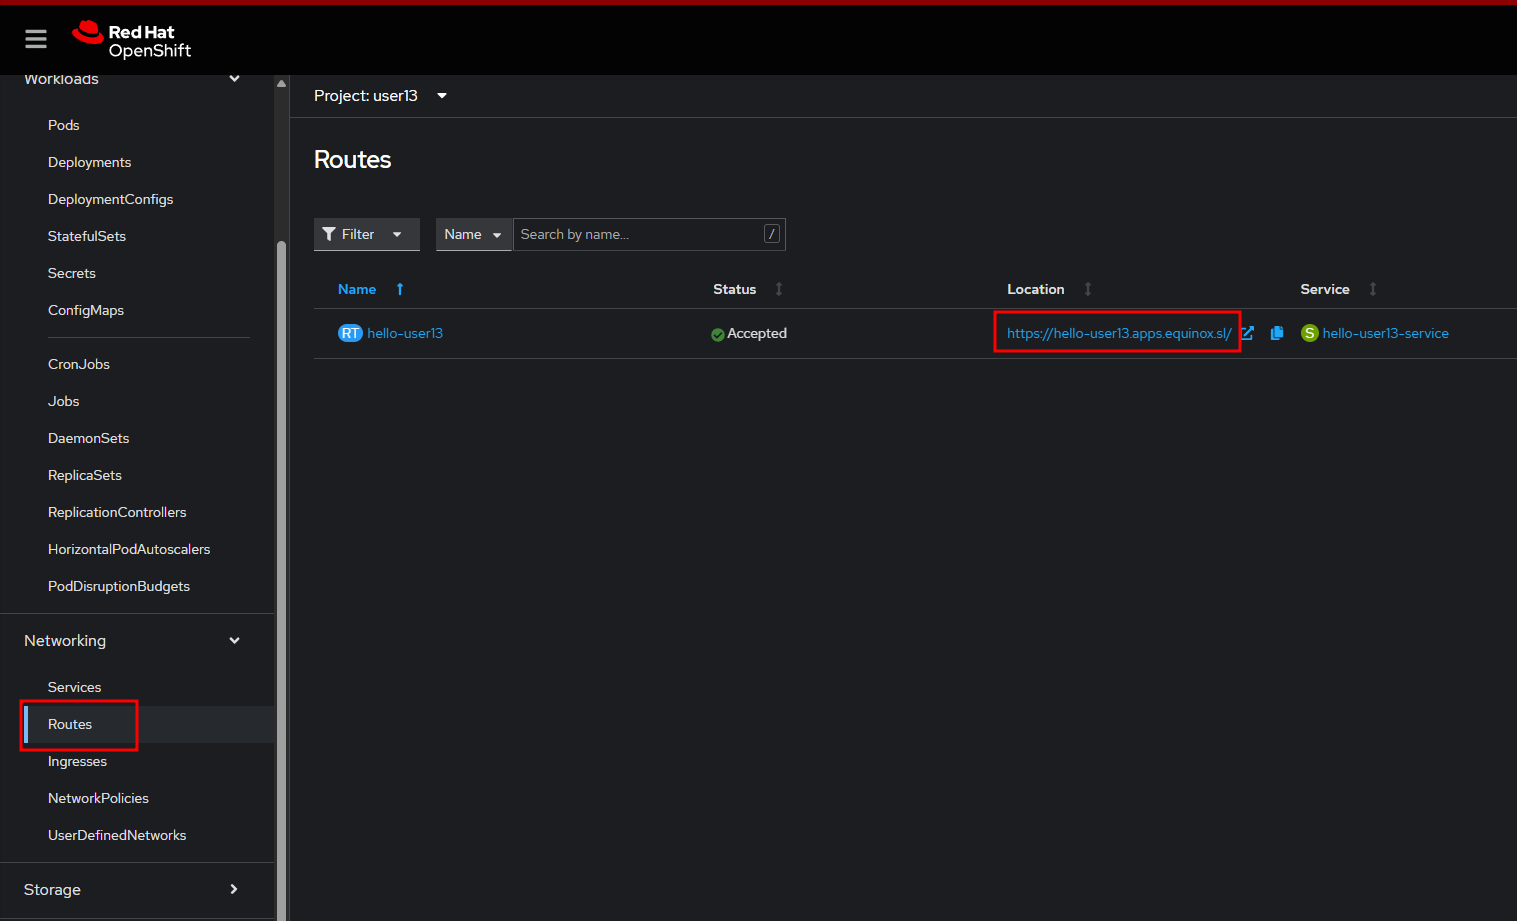 Red Hat
OpenShift
Workloads
Pods
Deployments
DeploymentConfigs
StatefulSets
Secrets
ConfigMaps
CronJobs
Jobs
DaemonSets
ReplicaSets
ReplicationControllers
HorizontalPodAutoscalers
PodDisruptionBudgets
Networking
Services
Routes
Ingresses
NetworkPolicies
UserDefinedNetworks
Storage
Project: user13
Routes
Filter Name Search by name... /
Name Status Location Service
RT hello-user13 Accepted https://hello-user13.apps.equinox.sl/ S hello-user13-service